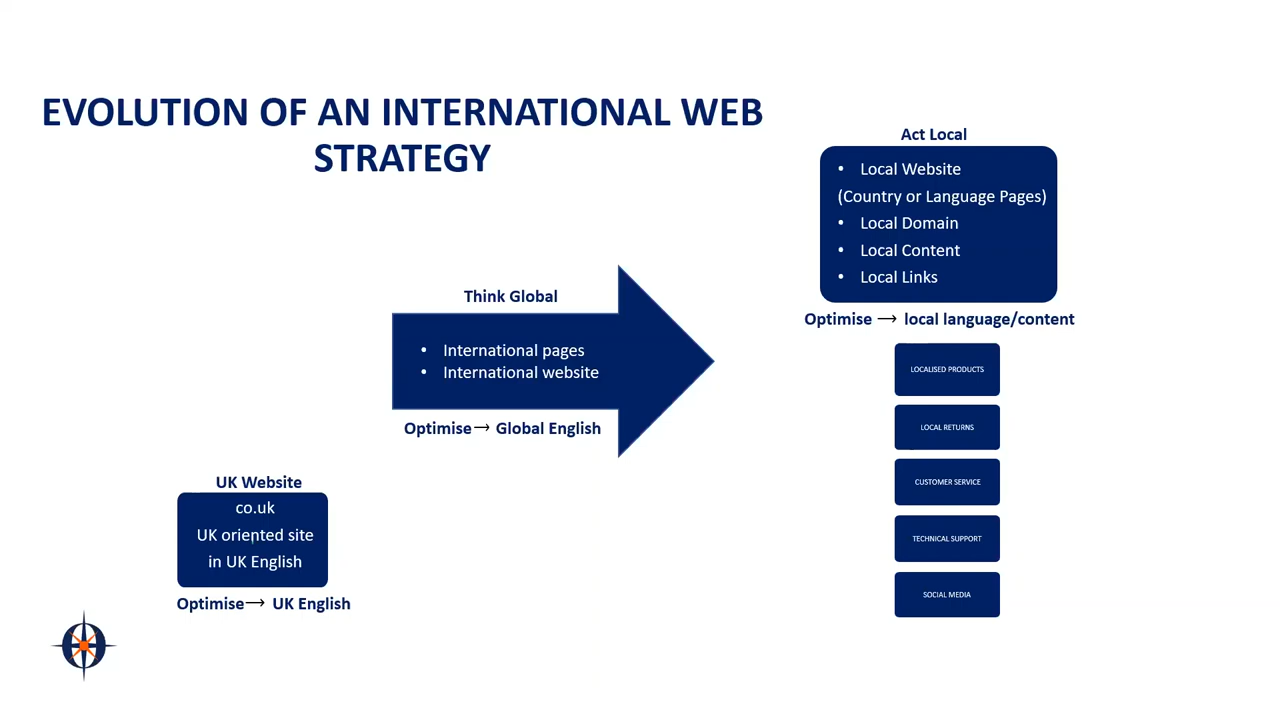 EVOLUTION OF AN INTERNATIONAL WEB
STRATEGY
UK Website
co.uk
UK oriented site
in UK English
Optimise → UK English
Think Global
• International pages
• International website
Optimise → Global English
Act Local
• Local Website
(Country or Language Pages)
• Local Domain
• Local Content
• Local Links
Optimise → local language/content
LOCALISED PRODUCTS
LOCAL RETURNS
CUSTOMER SERVICE
TECHNICAL SUPPORT
SOCIAL MEDIA